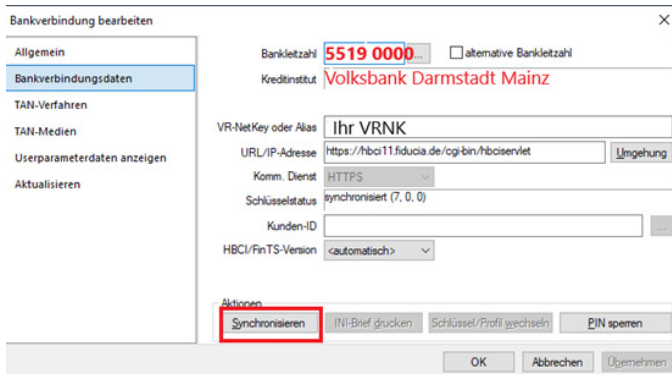 Bankverbindung bearbeiten
Allgemein
Bankverbindungsdaten
TAN-Verfahren
TAN-Medien
Userparameterdaten anzeigen
Aktualisieren
Bankleitzahl 5519 0000 ... alternative Bankleitzahl
Kreditinstitut Volksbank Darmstadt Mainz
VR-NetKey oder Alias Ihr VRNK
URL/IP-Adresse https://hbci11.fiducia.de/cgi-bin/hbciservlet Umgehung
Komm. Dienst HTTPS
Schlüsselstatus synchronisiert (7, 0, 0)
Kunden-ID ...
HBCI/FinTS-Version <automatisch>
Aktionen
Synchronisieren INI-Brief drucken Schlüssel/Profil wechseln PIN sperren
OK Abbrechen Übernehmen